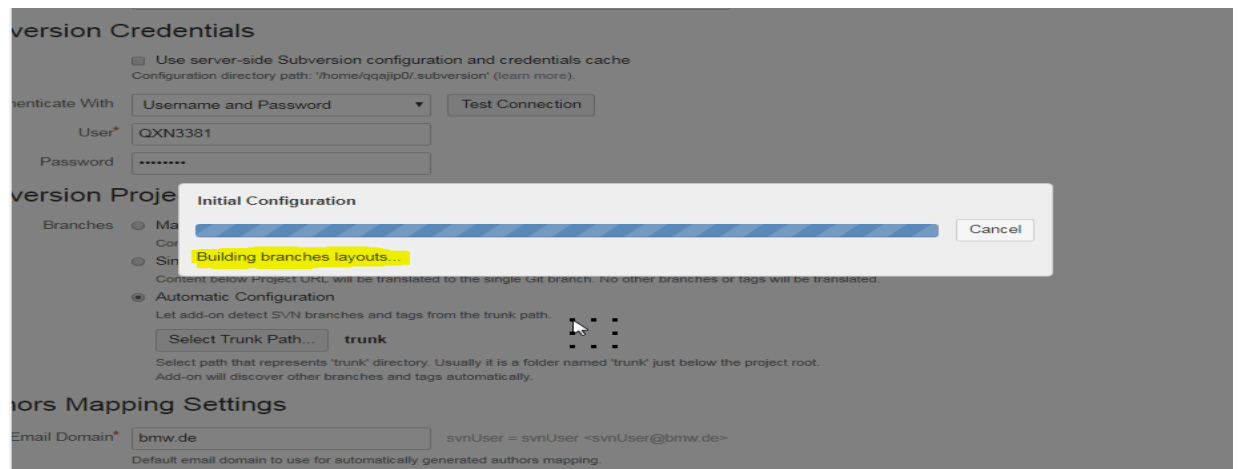 version Credentials
Use server-side Subversion configuration and credentials cache
Configuration directory path: '/home/qqajip0/.subversion' (learn more).
henticate With Username and Password Test Connection
User* QXN3381
Password ••••••••
version Proje
Initial Configuration
Branches Ma
Cancel
Con
Building branches layouts...
Sin
Content below Project URL will be translated to the single Git branch. No other branches or tags will be translated.
Automatic Configuration
Let add-on detect SVN branches and tags from the trunk path.
Select Trunk Path... trunk
Select path that represents 'trunk' directory. Usually it is a folder named 'trunk' just below the project root.
Add-on will discover other branches and tags automatically.
hors Mapping Settings
Email Domain* bmw.de svnUser = svnUser <svnUser@bmw.de>
Default email domain to use for automatically generated authors mapping.